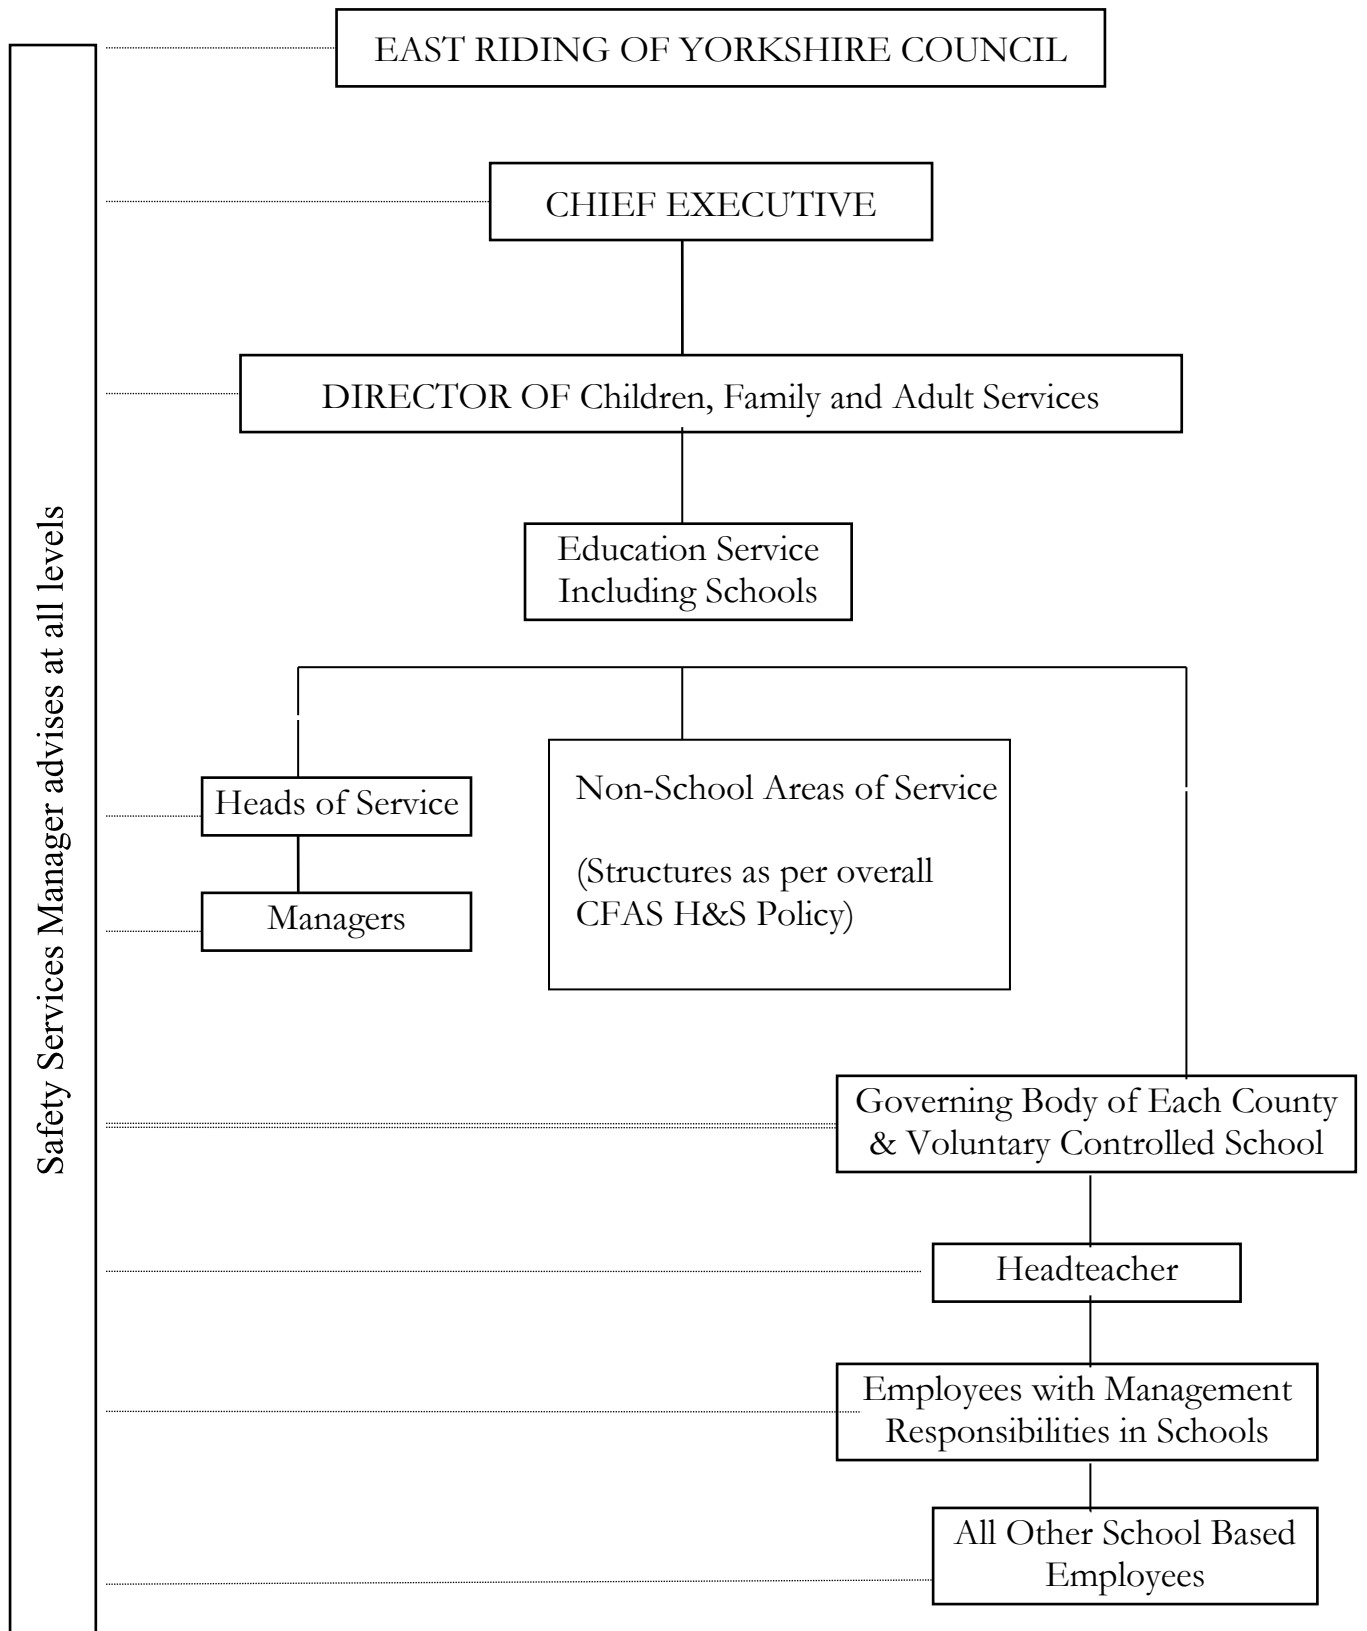 EAST RIDING OF YORKSHIRE COUNCIL
CHIEF EXECUTIVE
DIRECTOR OF Children, Family and Adult Services
Education Service
Including Schools
Safety Services Manager advises at all levels
Heads of Service
Managers
Non-School Areas of Service
(Structures as per overall
CFAS H&S Policy)
Governing Body of Each County
& Voluntary Controlled School
Headteacher
Employees with Management
Responsibilities in Schools
All Other School Based
Employees